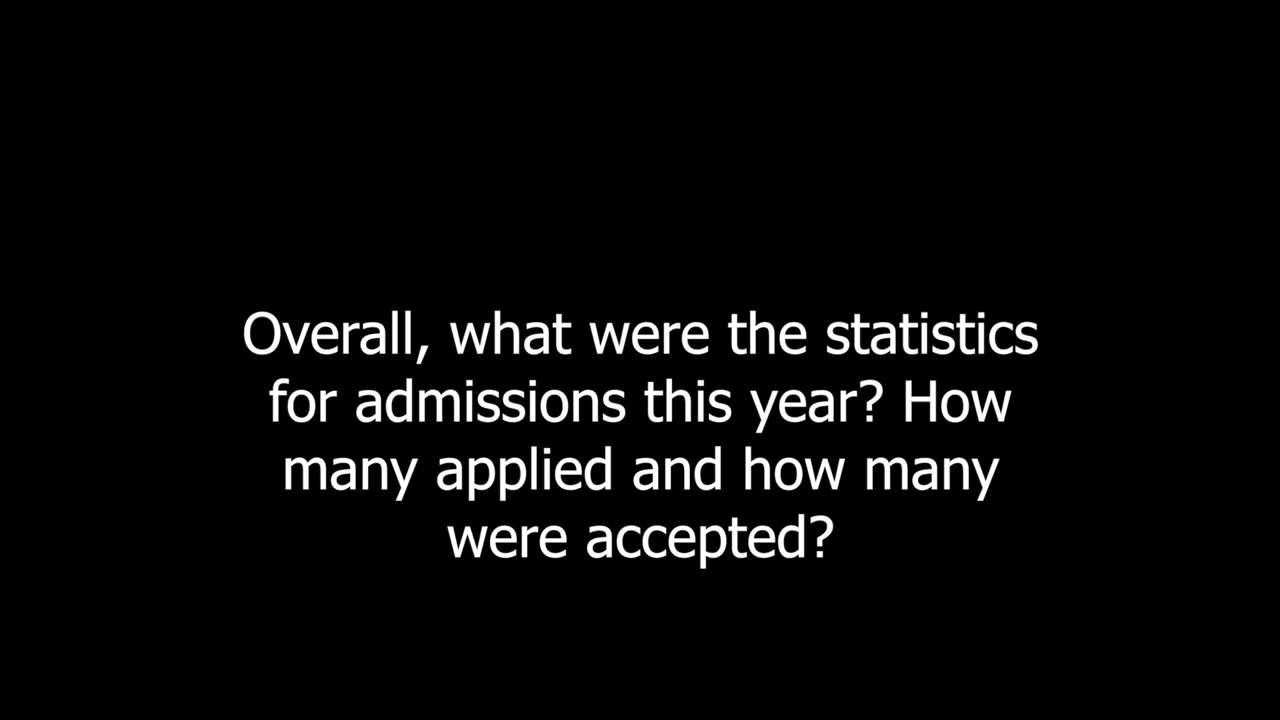 Overall, what were the statistics
for admissions this year? How
many applied and how many
were accepted?